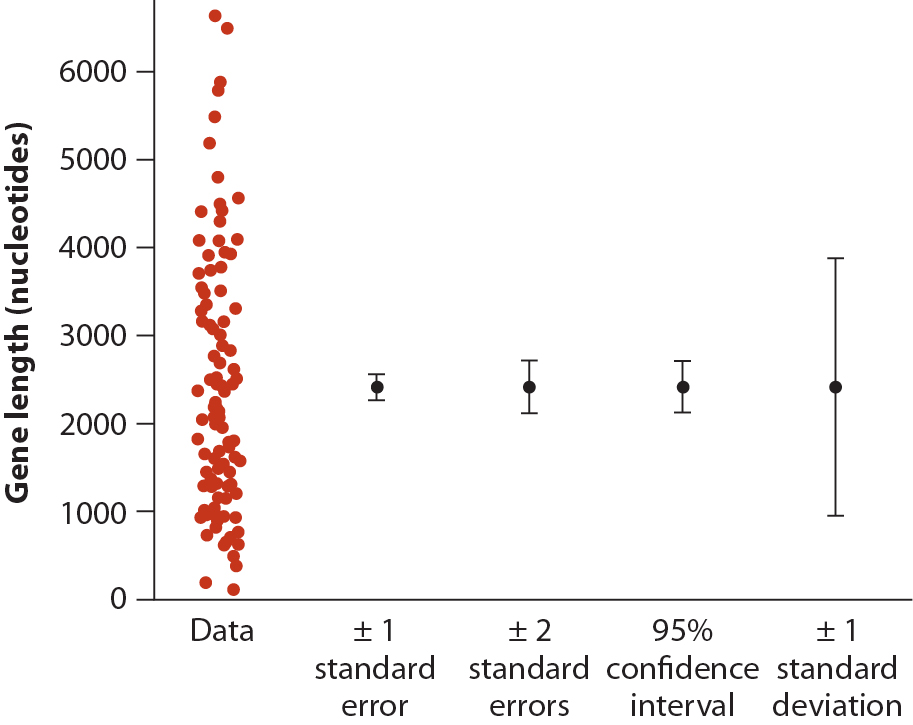 Gene length (nucleotides)
6000
5000
4000
3000
2000
1000
0
Data
± 1
standard
error
± 2
standard
errors
95%
confidence
interval
± 1
standard
deviation